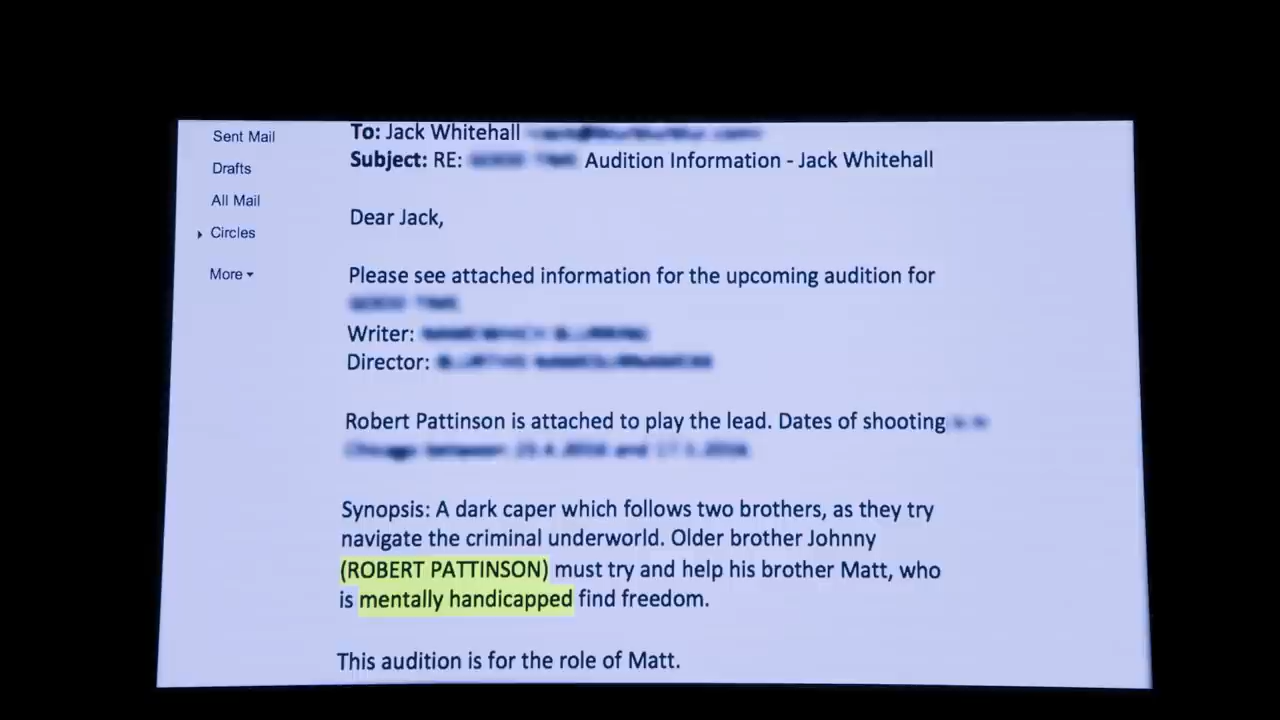 Sent Mail
Drafts
All Mail
Circles
More
To: Jack Whitehall
Subject: RE: Audition Information - Jack Whitehall
Dear Jack,
Please see attached information for the upcoming audition for
Writer:
Director:
Robert Pattinson is attached to play the lead. Dates of shooting
Synopsis: A dark caper which follows two brothers, as they try
navigate the criminal underworld. Older brother Johnny
(ROBERT PATTINSON) must try and help his brother Matt, who
is mentally handicapped find freedom.
This audition is for the role of Matt.